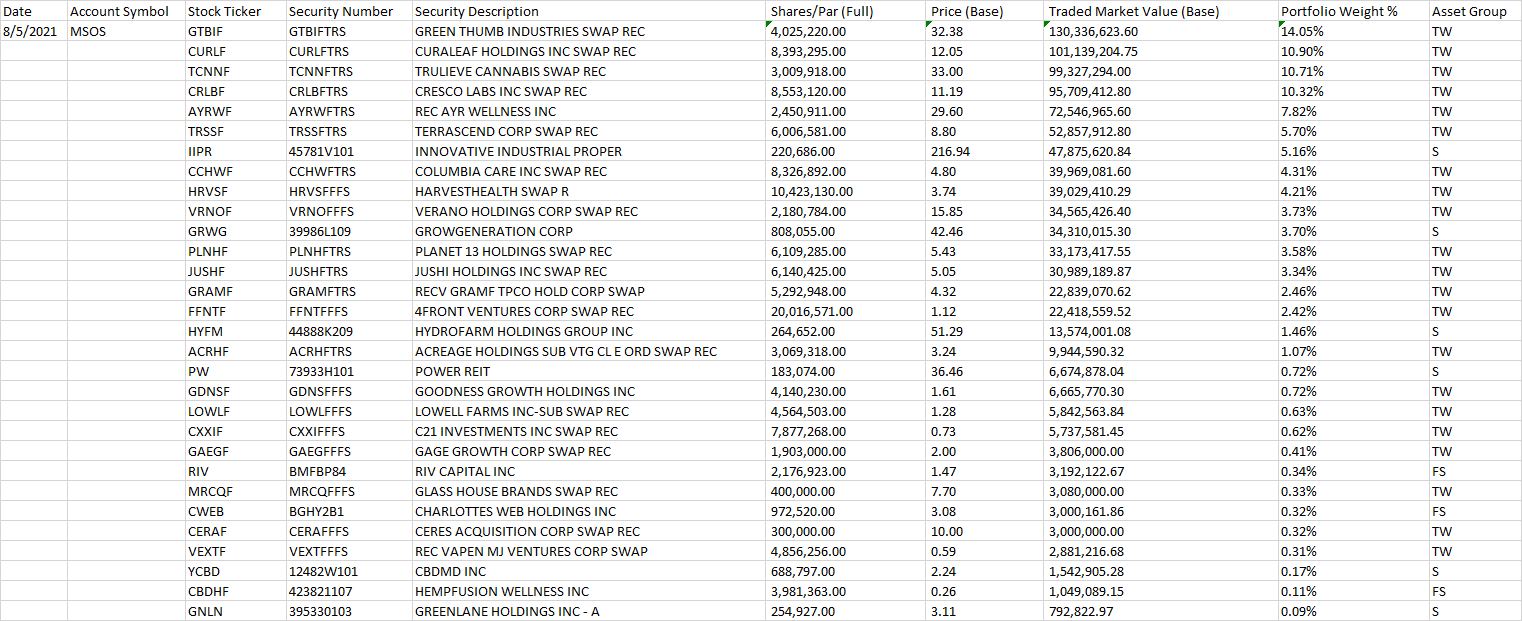 Date Account Symbol Stock Ticker Security Number Security Description Shares/Par (Full) Price (Base) Traded Market Value (Base) Portfolio Weight % Asset Group
8/5/2021 MSOS GTBIF GTBIFTRS GREEN THUMB INDUSTRIES SWAP REC 4,025,220.00 32.38 130,336,623.60 14.05% TW
CURLF CURLFTRS CURALEAF HOLDINGS INC SWAP REC 8,393,295.00 12.05 101,139,204.75 10.90% TW
TCNNF TCNNFTRS TRULIEVE CANNABIS SWAP REC 3,009,918.00 33.00 99,327,294.00 10.71% TW
CRLBF CRLBFTRS CRESCO LABS INC SWAP REC 8,553,120.00 11.19 95,709,412.80 10.32% TW
AYRWF AYRWFTRS REC AYR WELLNESS INC 2,450,911.00 29.60 72,546,965.60 7.82% TW
TRSSF TRSSFTRS TERRASCEND CORP SWAP REC 6,006,581.00 8.80 52,857,912.80 5.70% TW
IIPR 45781V101 INNOVATIVE INDUSTRIAL PROPER 220,686.00 216.94 47,875,620.84 5.16% S
CCHWF CCHWFTRS COLUMBIA CARE INC SWAP REC 8,326,892.00 4.80 39,969,081.60 4.31% TW
HRVSF HRVSFFFS HARVESTHEALTH SWAP R 10,423,130.00 3.74 39,029,410.29 4.21% TW
VRNOF VRNOFFFS VERANO HOLDINGS CORP SWAP REC 2,180,784.00 15.85 34,565,426.40 3.73% TW
GRWG 39986L109 GROWGENERATION CORP 808,055.00 42.46 34,310,015.30 3.70% S
PLNHF PLNHFTRS PLANET 13 HOLDINGS SWAP REC 6,109,285.00 5.43 33,173,417.55 3.58% TW
JUSHF JUSHFTRS JUSHI HOLDINGS INC SWAP REC 6,140,425.00 5.05 30,989,189.87 3.34% TW
GRAMF GRAMFTRS RECV GRAMF TPCO HOLD CORP SWAP 5,292,948.00 4.32 22,839,070.62 2.46% TW
FFNTF FFNTFFFS 4FRONT VENTURES CORP SWAP REC 20,016,571.00 1.12 22,418,559.52 2.42% TW
HYFM 44888K209 HYDROFARM HOLDINGS GROUP INC 264,652.00 51.29 13,574,001.08 1.46% S
ACRHF ACRHFTRS ACREAGE HOLDINGS SUB VTG CL E ORD SWAP REC 3,069,318.00 3.24 9,944,590.32 1.07% TW
PW 73933H101 POWER REIT 183,074.00 36.46 6,674,878.04 0.72% S
GDNSF GDNSFFFS GOODNESS GROWTH HOLDINGS INC 4,140,230.00 1.61 6,665,770.30 0.72% TW
LOWLF LOWLFFFS LOWELL FARMS INC-SUB SWAP REC 4,564,503.00 1.28 5,842,563.84 0.63% TW
CXXIF CXXIFFFS C21 INVESTMENTS INC SWAP REC 7,877,268.00 0.73 5,737,581.45 0.62% TW
GAEGF GAEGFFFS GAGE GROWTH CORP SWAP REC 1,903,000.00 2.00 3,806,000.00 0.41% TW
RIV BMFBP84 RIV CAPITAL INC 2,176,923.00 1.47 3,192,122.67 0.34% FS
MRCQF MRCQFFFS GLASS HOUSE BRANDS SWAP REC 400,000.00 7.70 3,080,000.00 0.33% TW
CWEB BGHY2B1 CHARLOTTES WEB HOLDINGS INC 972,520.00 3.08 3,000,161.86 0.32% FS
CERAF CERAFFFS CERES ACQUISITION CORP SWAP REC 300,000.00 10.00 3,000,000.00 0.32% TW
VEXTF VEXTFFFS REC VAPEN MJ VENTURES CORP SWAP 4,856,256.00 0.59 2,881,216.68 0.31% TW
YCBD 12482W101 CBDMD INC 688,797.00 2.24 1,542,905.28 0.17% S
CBDHF 423821107 HEMPFUSION WELLNESS INC 3,981,363.00 0.26 1,049,089.15 0.11% FS
GNLN 395330103 GREENLANE HOLDINGS INC - A 254,927.00 3.11 792,822.97 0.09% S